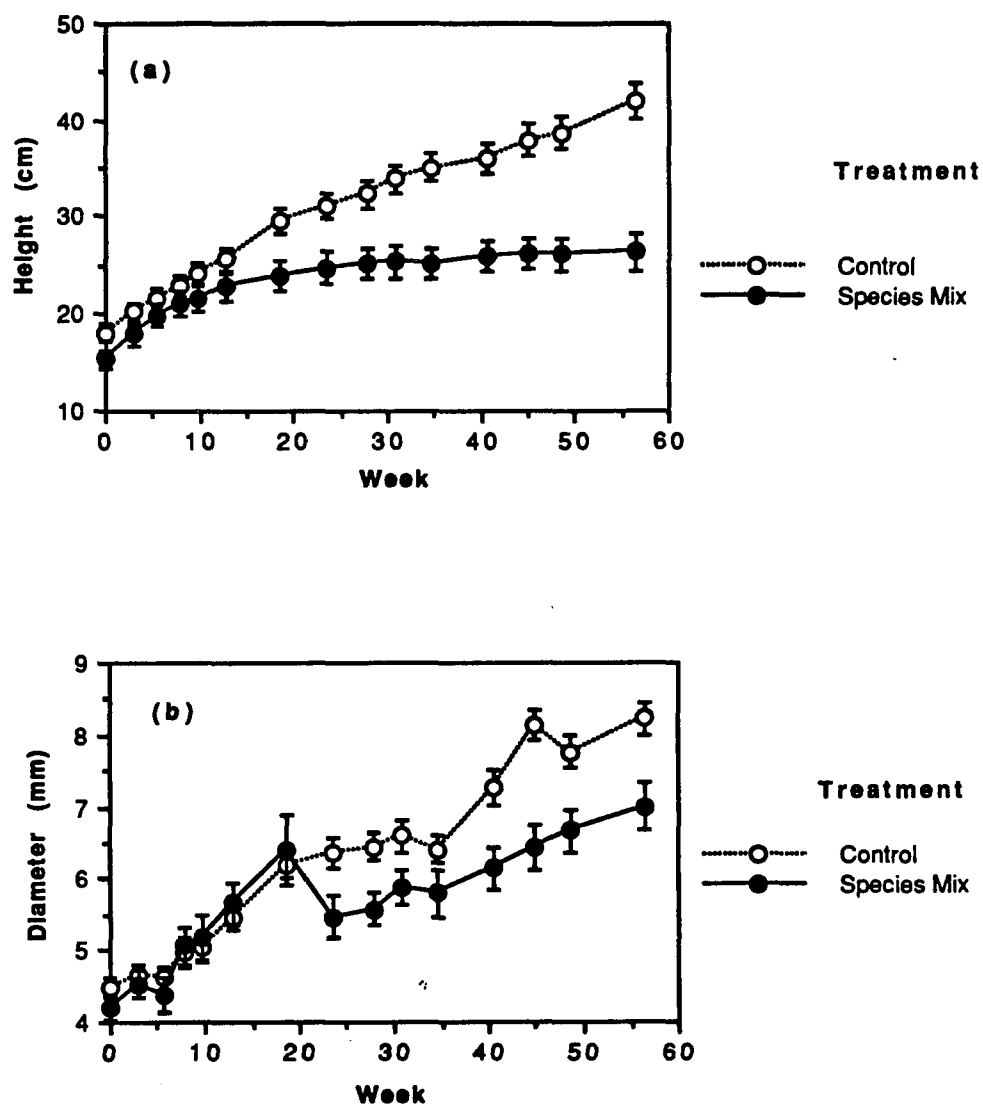 50
(a)
40
Treatment
30
Height (cm)
Control
Species Mix
20
10
0 10 20 30 40 50 60
Week
9
(b)
8
Treatment
7
Diameter (mm)
Control
6
Species Mix
5
4
0 10 20 30 40 50 60
Week